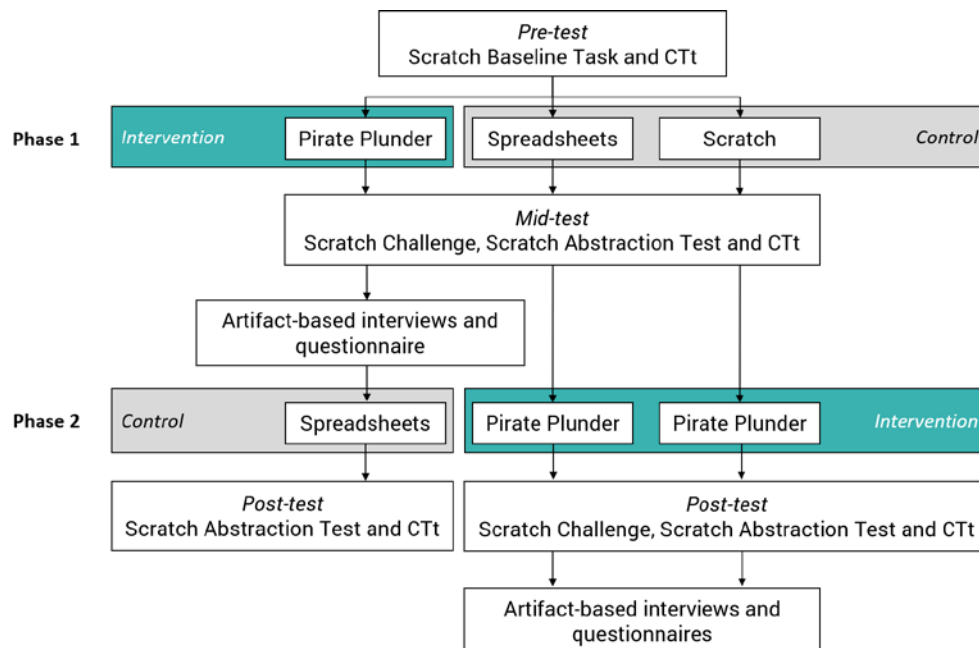 Pre-test
Scratch Baseline Task and CTt
Phase 1
Intervention
Pirate Plunder
Spreadsheets
Scratch
Control
Mid-test
Scratch Challenge, Scratch Abstraction Test and CTt
Artifact-based interviews and
questionnaire
Phase 2
Control
Spreadsheets
Pirate Plunder
Pirate Plunder
Intervention
Post-test
Scratch Abstraction Test and CTt
Post-test
Scratch Challenge, Scratch Abstraction Test and CTt
Artifact-based interviews and
questionnaires